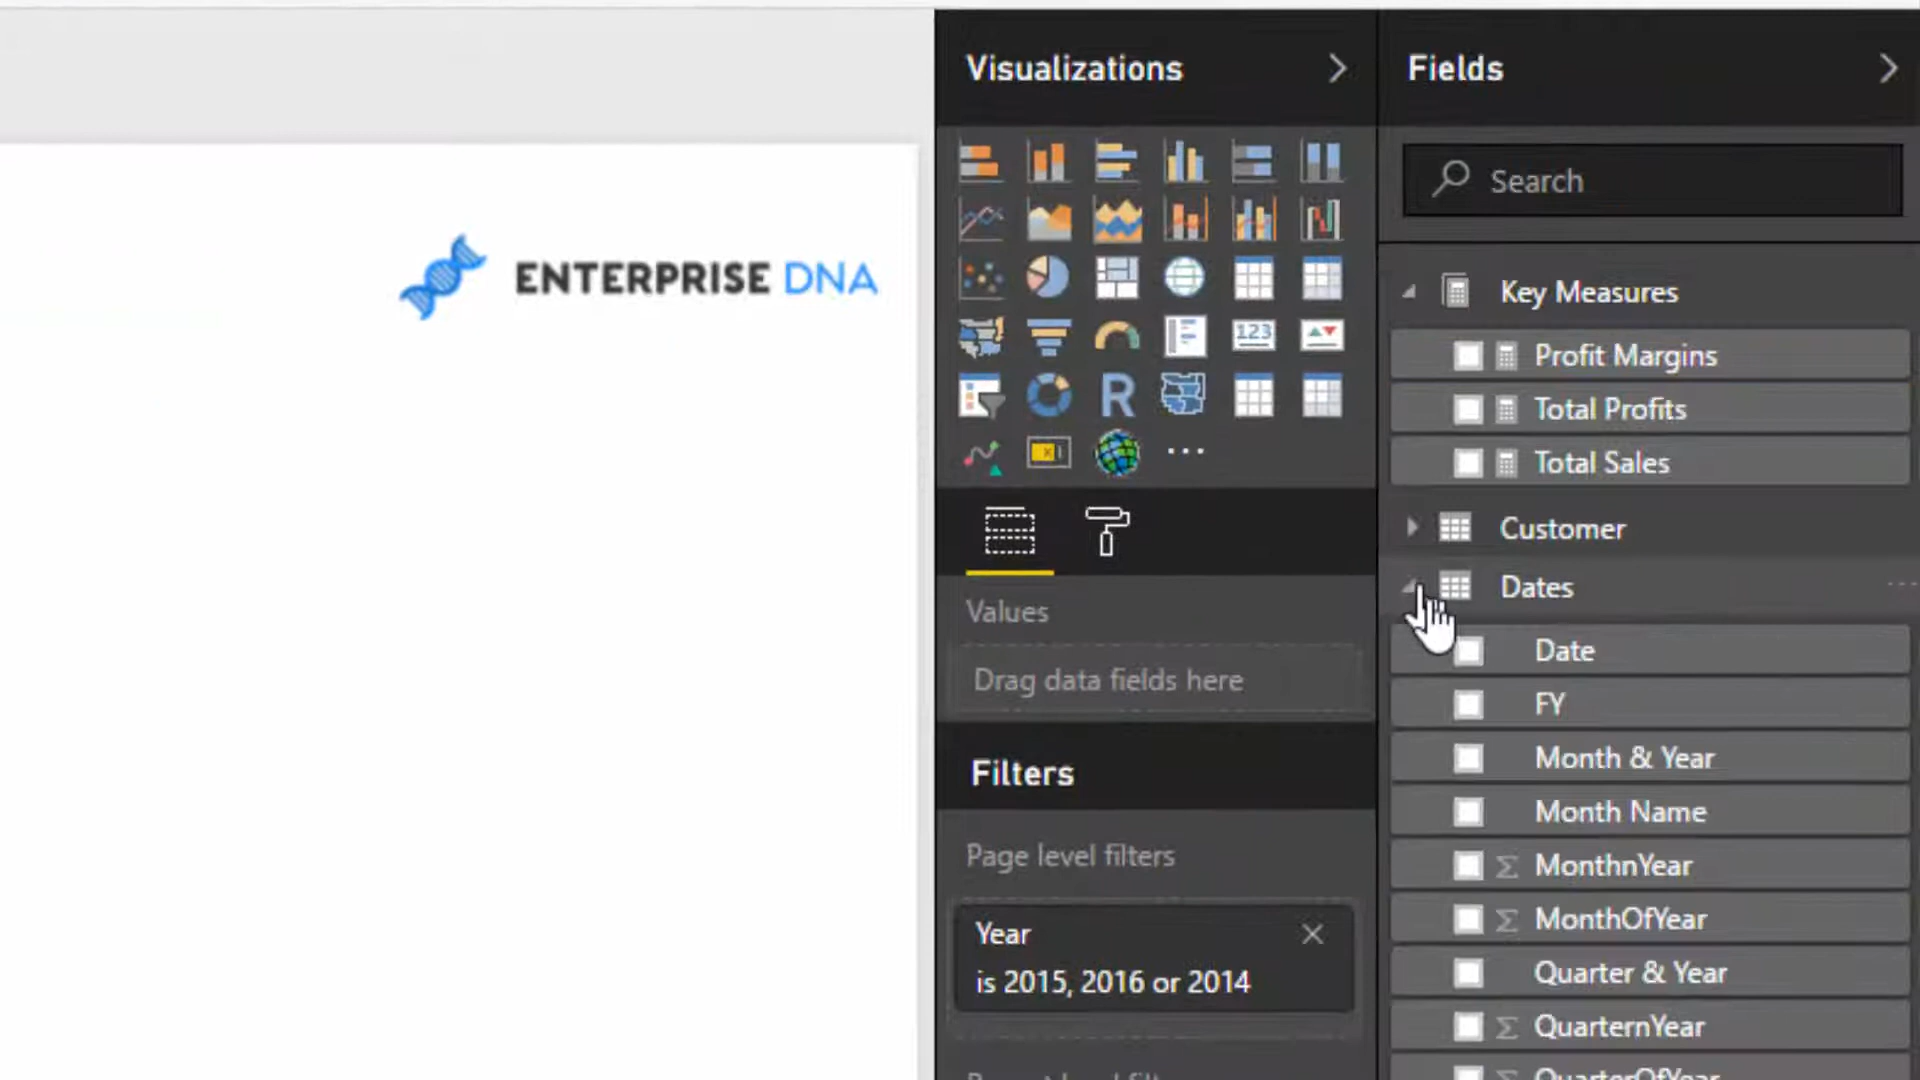 Visualizations
Fields
Search
ENTERPRISE DNA
Key Measures
Profit Margins
Total Profits
123
Total Sales
R
Customer
Dates
Values
Date
Drag data fields here
FY
Month & Year
Filters
Month Name
Page level filters
MonthnYear
MonthOfYear
Year
is 2015, 2016 or 2014
Quarter & Year
QuarternYear
QuarterOfYear